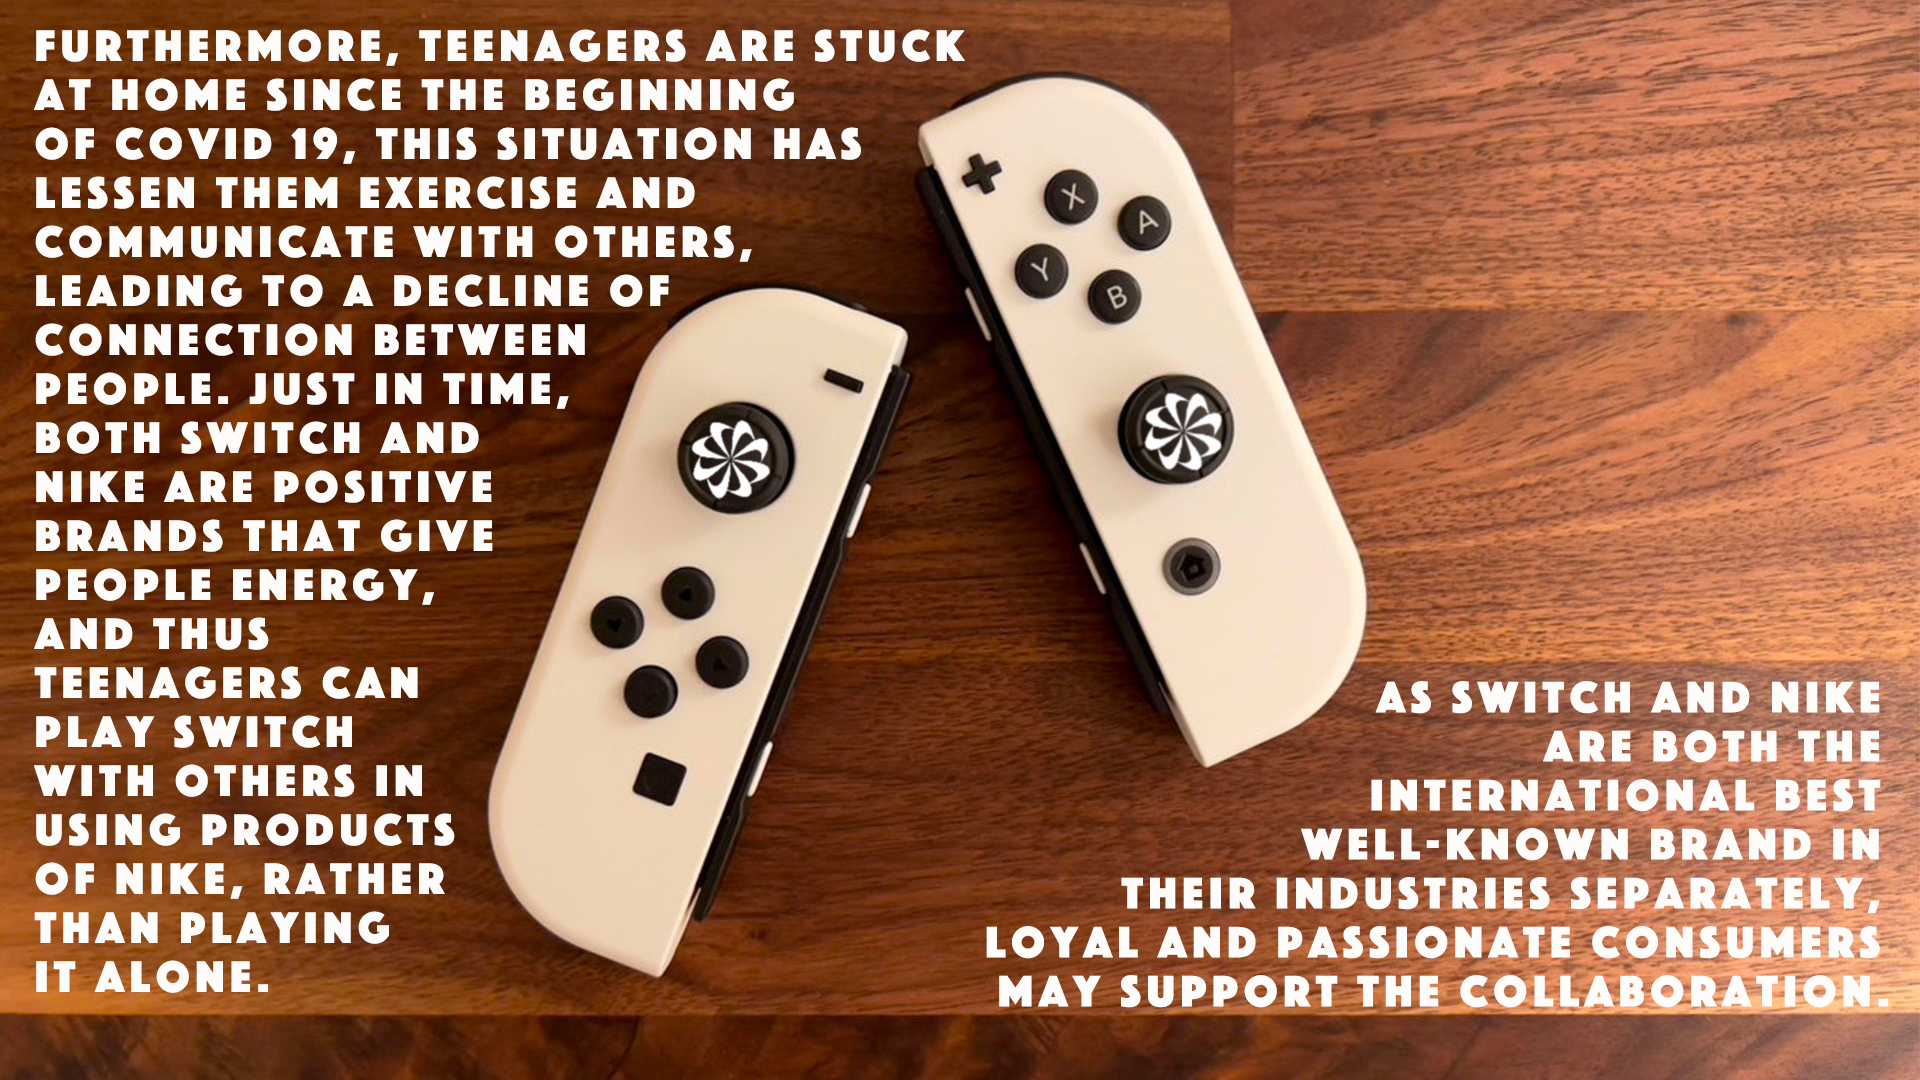 FURTHERMORE, TEENAGERS ARE STUCK
AT HOME SINCE THE BEGINNING
OF COVID 19, THIS SITUATION HAS
LESSEN THEM EXERCISE AND
COMMUNICATE WITH OTHERS,
LEADING TO A DECLINE OF
CONNECTION BETWEEN
PEOPLE. JUST IN TIME,
BOTH SWITCH AND
NIKE ARE POSITIVE
BRANDS THAT GIVE
PEOPLE ENERGY,
AND THUS
TEENAGERS CAN
PLAY SWITCH
WITH OTHERS IN
USING PRODUCTS
OF NIKE, RATHER
THAN PLAYING
IT ALONE.
X
A
Y
B
AS SWITCH AND NIKE
ARE BOTH THE
INTERNATIONAL BEST
WELL-KNOWN BRAND IN
THEIR INDUSTRIES SEPARATELY,
LOYAL AND PASSIONATE CONSUMERS
MAY SUPPORT THE COLLABORATION.